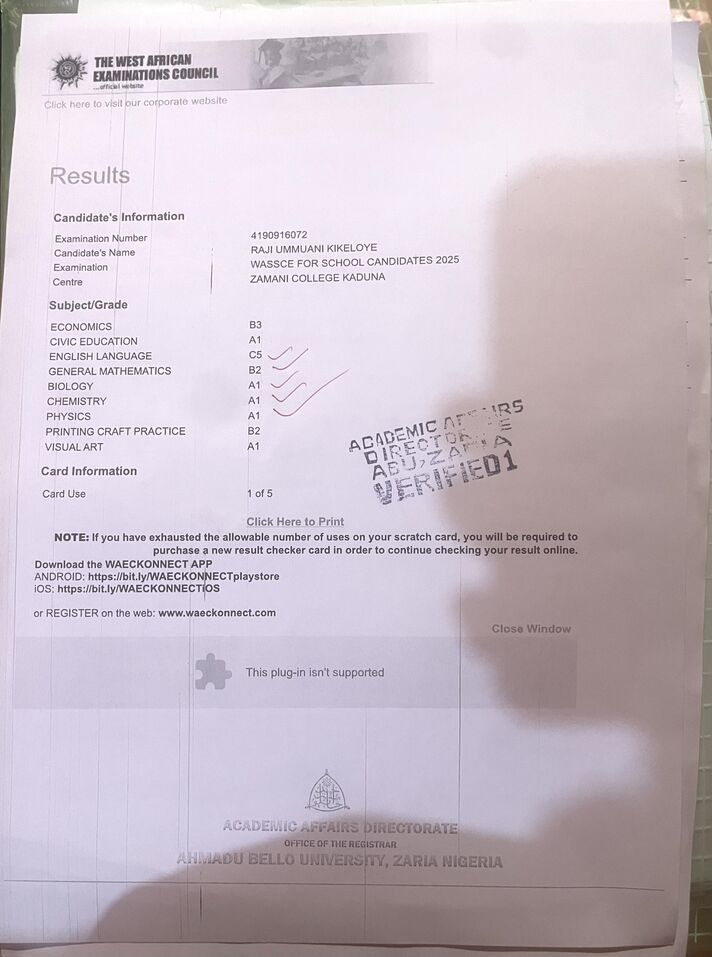 THE WEST AFRICAN
EXAMINATIONS COUNCIL
...official website
Click here to visit our corporate website
Results
Candidate's Information
Examination Number 4190916072
Candidate's Name RAJI UMMUANI KIKELOYE
Examination WASSCE FOR SCHOOL CANDIDATES 2025
Centre ZAMANI COLLEGE KADUNA
Subject/Grade
ECONOMICS B3
CIVIC EDUCATION A1
ENGLISH LANGUAGE C5
GENERAL MATHEMATICS B2
BIOLOGY A1
CHEMISTRY A1
PHYSICS A1
PRINTING CRAFT PRACTICE B2
VISUAL ART A1
ACADEMIC AFFAIRS
DIRECTORATE
ABU, ZARIA
VERIFIED1
Card Information
Card Use 1 of 5
Click Here to Print
NOTE: If you have exhausted the allowable number of uses on your scratch card, you will be required to
purchase a new result checker card in order to continue checking your result online.
Download the WAECKONNECT APP
ANDROID: https://bit.ly/WAECKONNECTplaystore
iOS: https://bit.ly/WAECKONNECTIOS
or REGISTER on the web: www.waeckonnect.com
Close Window
This plug-in isn't supported
ACADEMIC AFFAIRS DIRECTORATE
OFFICE OF THE REGISTRAR
AHMADU BELLO UNIVERSITY, ZARIA NIGERIA